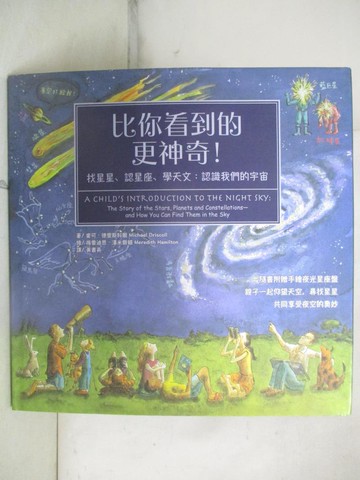 比你看到的
更神奇！
找星星、認星座、學天文：認識我們的宇宙
A CHILD'S INTRODUCTION TO THE NIGHT SKY:
The Story of the Stars, Planets and Constellations—
and How You Can Find Them in the Sky
Michael Driscoll
Meredith Hamilton
隨書附贈手轉夜光星座盤
親子一起仰望天空，尋找星星
共同享受夜空的奧妙